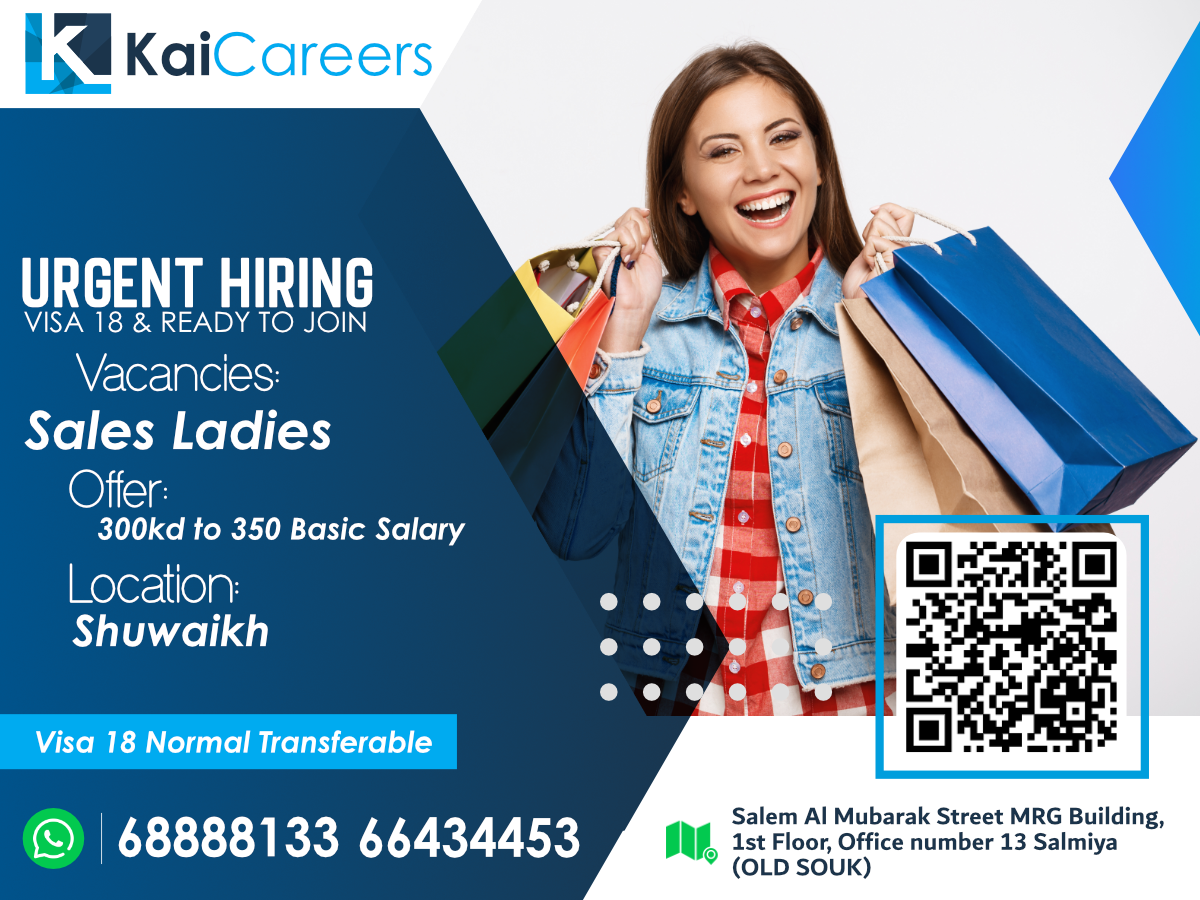 K KaiCareers
URGENT HIRING
VISA 18 & READY TO JOIN
Vacancies:
Sales Ladies
Offer:
300kd to 350 Basic Salary
Location:
Shuwaikh
Visa 18 Normal Transferable
68888133 66434453
Salem Al Mubarak Street MRG Building,
1st Floor, Office number 13 Salmiya
(OLD SOUK)